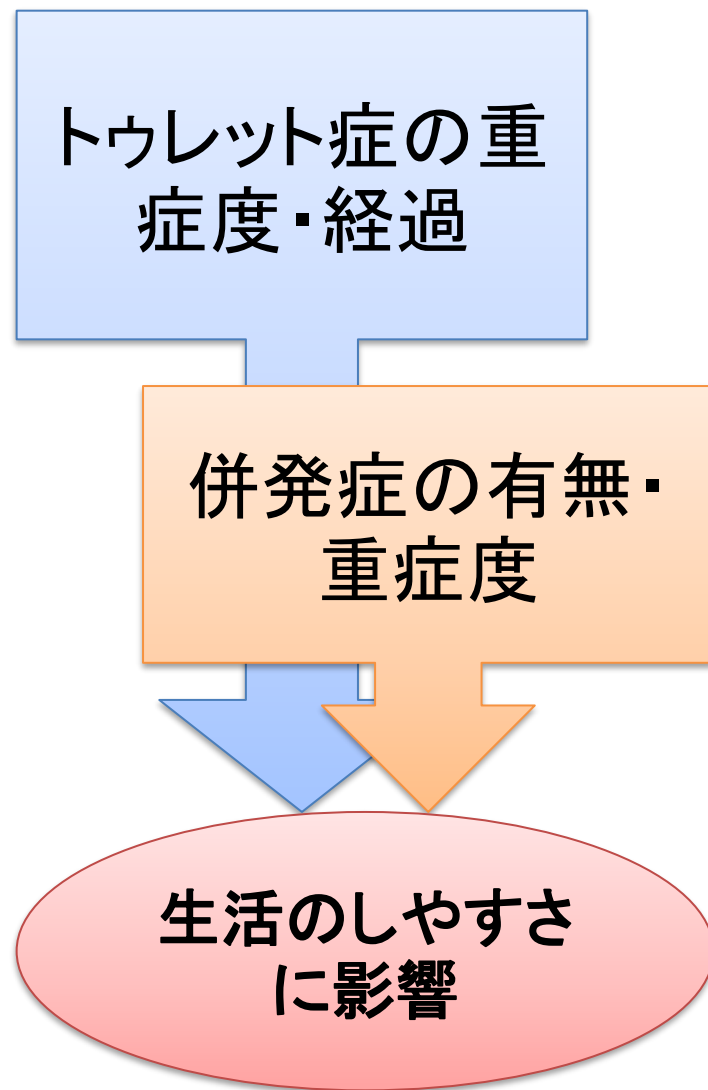 トゥレット症の重
症度・経過
併発症の有無・
重症度
生活のしやすさ
に影響